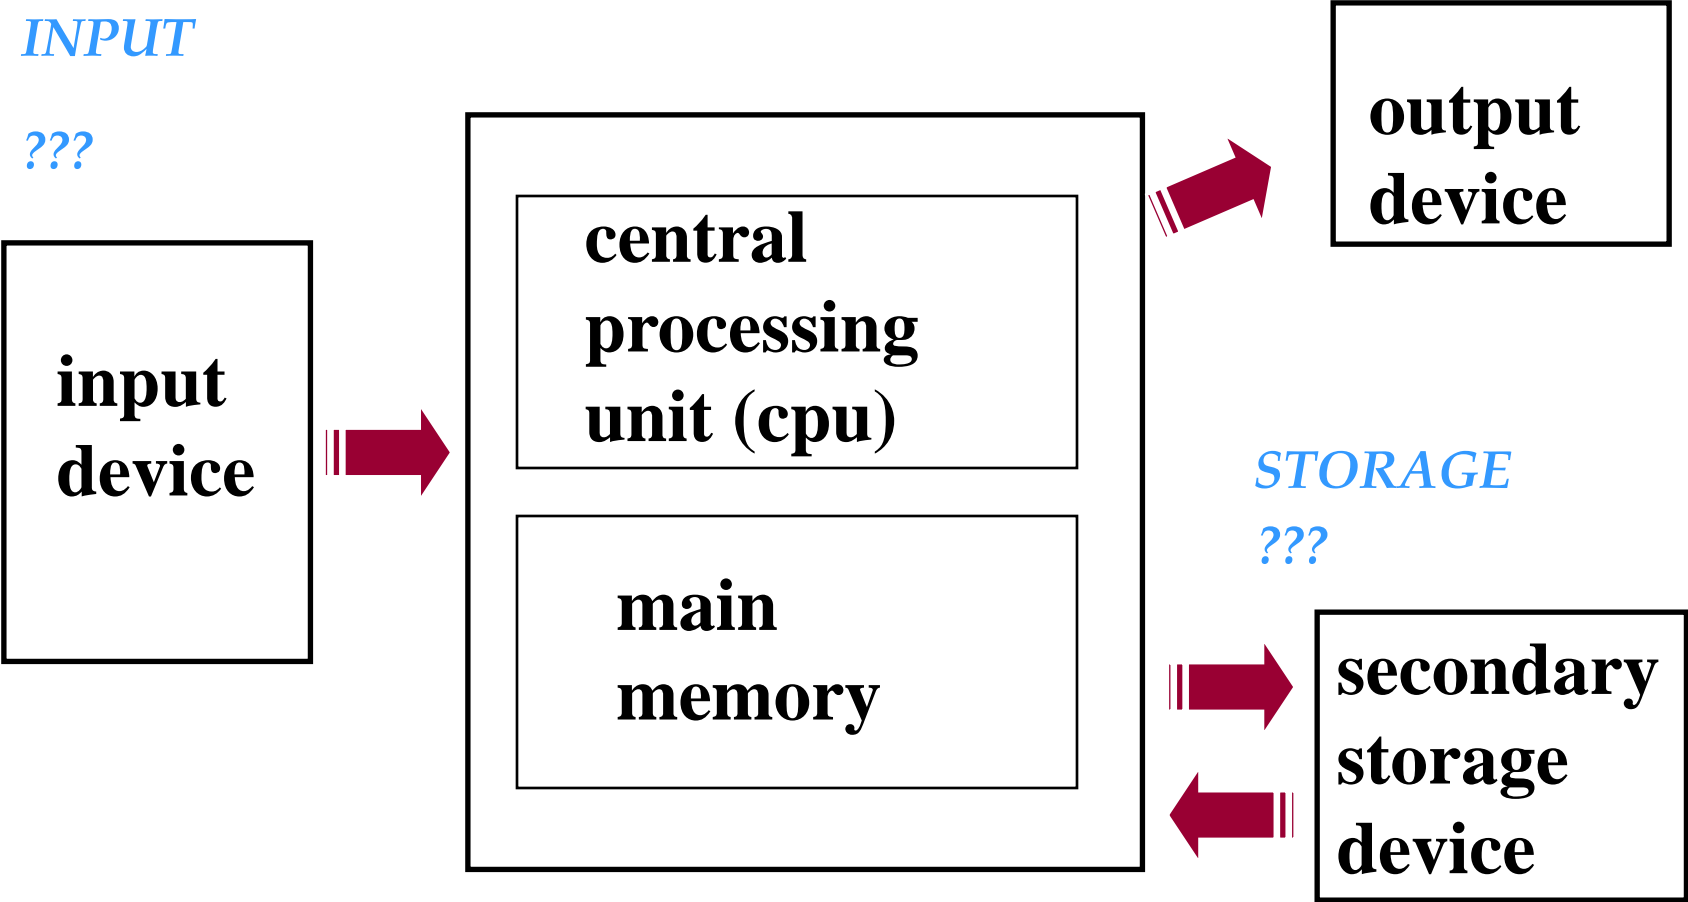 INPUT
???
input
device
central
processing
unit (cpu)
main
memory
output
device
STORAGE
???
secondary
storage
device